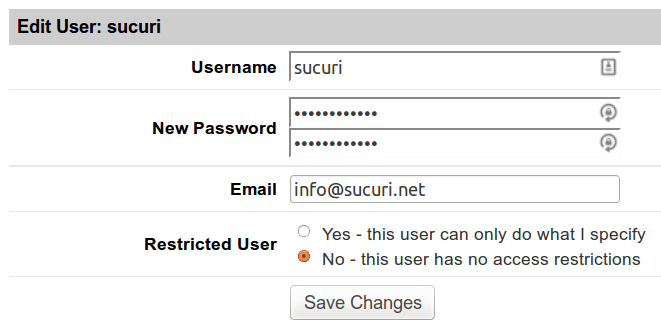 Edit User: sucuri
Username sucuri
New Password ••••••••••••
••••••••••••
Email info@sucuri.net
Restricted User
Yes - this user can only do what I specify
No - this user has no access restrictions
Save Changes